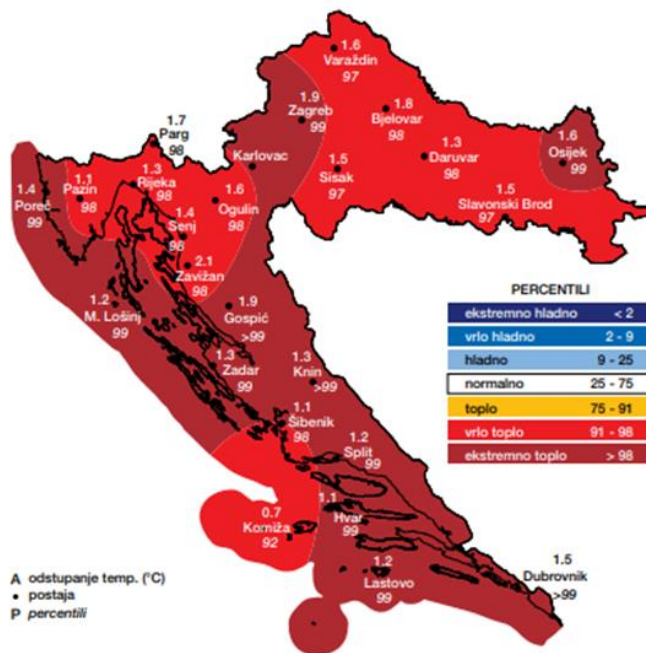 1.6
Varaždin
97
1.9
Zagreb
99
1.8
Bjelovar
98
1.7
Parg
98
1.3
Daruvar
98
1.6
Osijek
99
Karlovac
1.5
Sisak
97
1.1
Pazin
98
1.3
Rijeka
98
1.4
Poreč
99
1.6
Ogulin
98
1.5
Slavonski Brod
97
1.4
Senj
98
2.1
Zavižan
98
1.2
M. Lošinj
99
1.9
Gospić
>99
1.3
Zadar
99
1.3
Knin
>99
1.1
Šibenik
98
1.2
Split
99
0.7
Komiža
92
1.1
Hvar
99
1.2
Lastovo
99
1.5
Dubrovnik
>99
PERCENTILI
ekstremno hladno < 2
vrlo hladno 2 - 9
hladno 9 - 25
normalno 25 - 75
toplo 75 - 91
vrlo toplo 91 - 98
ekstremno toplo > 98
A odstupanje temp. (°C)
• postaja
P percentili